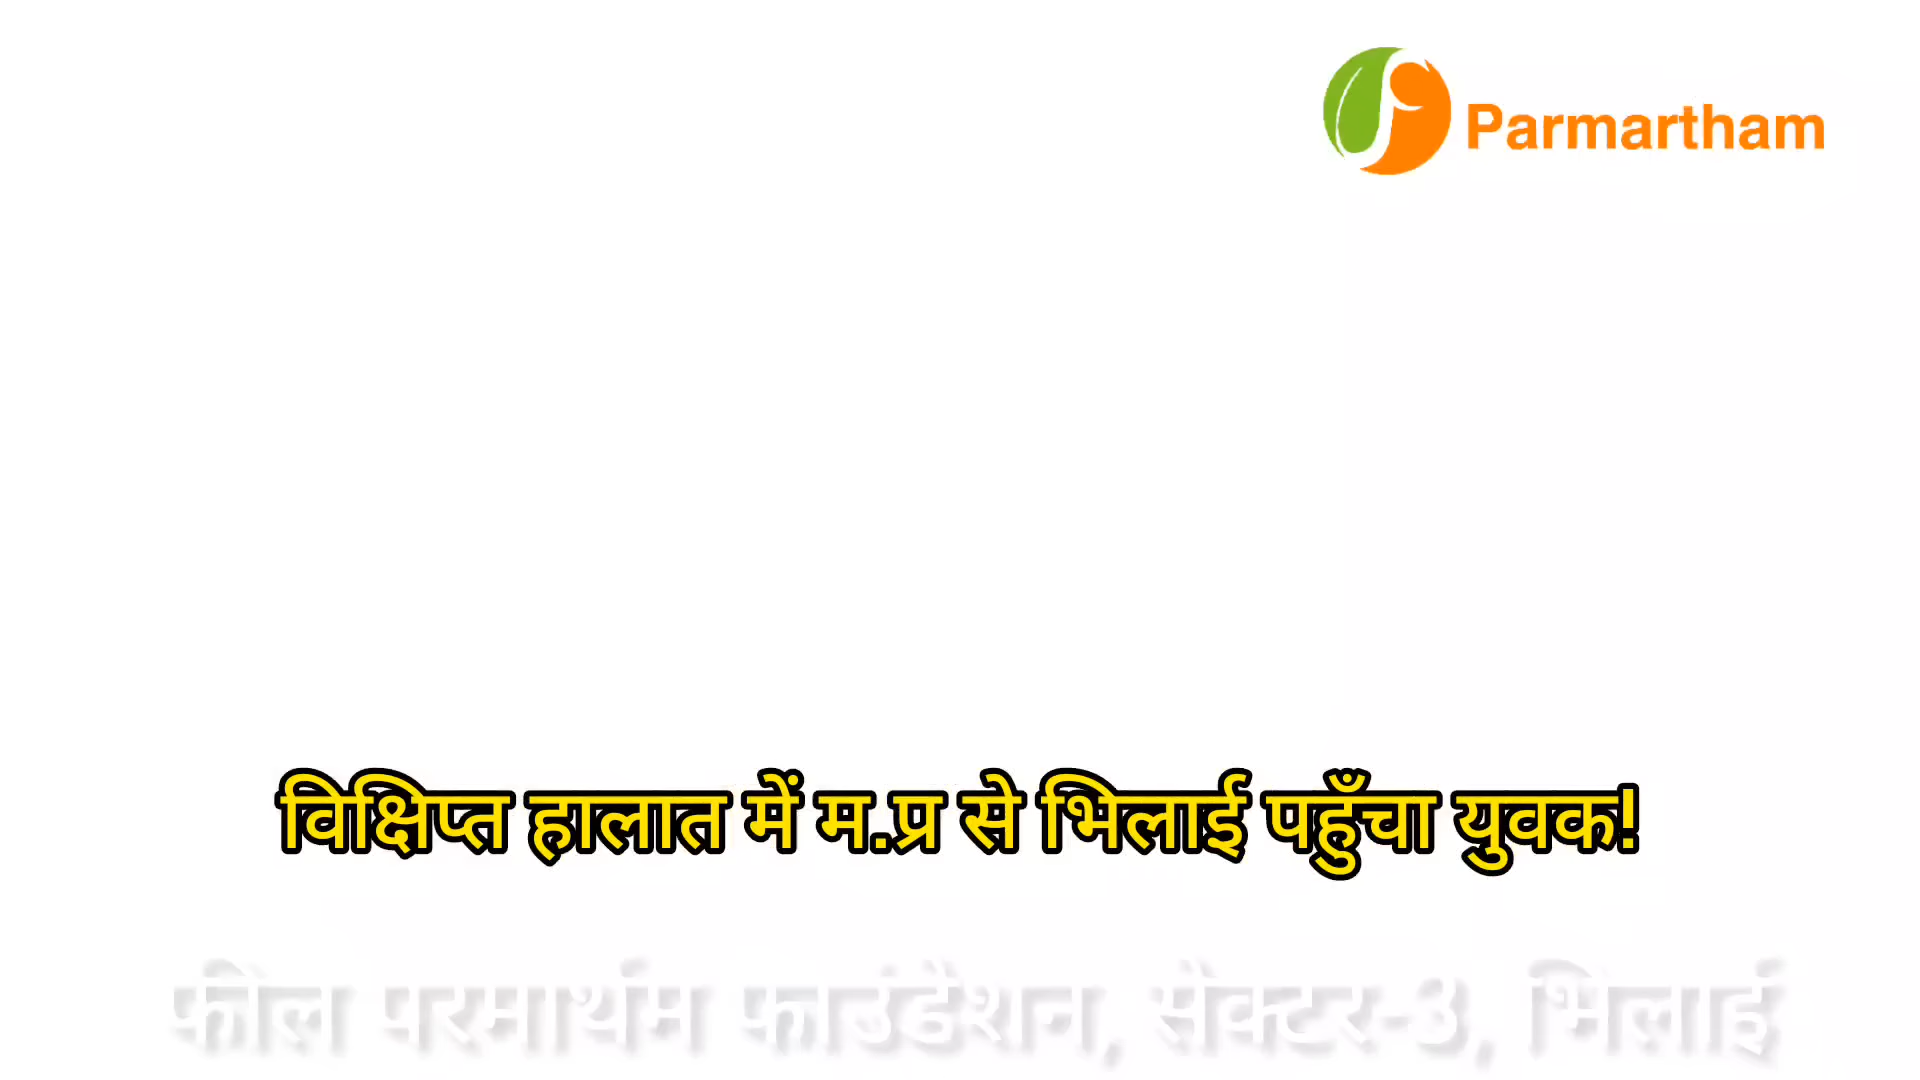 Parmartham
विक्षिप्त हालात में म.प्र से भिलाई पहुँचा युवक!
फील परमार्थम फाउंडेशन, सेक्टर-3, भिलाई